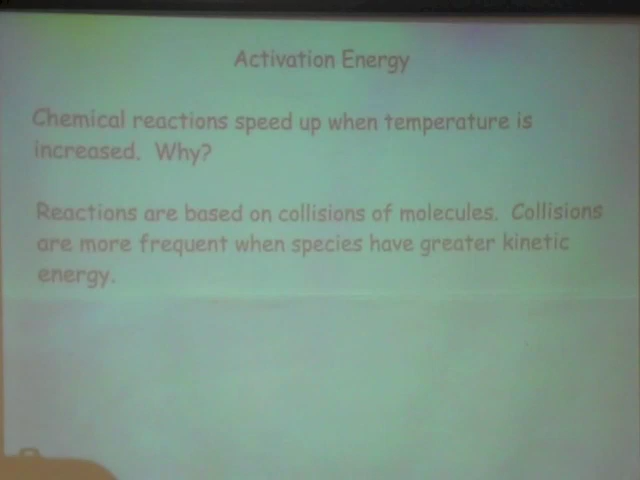 Activation Energy
Chemical reactions speed up when temperature is
increased. Why?
Reactions are based on collisions of molecules. Collisions
are more frequent when species have greater kinetic
energy.